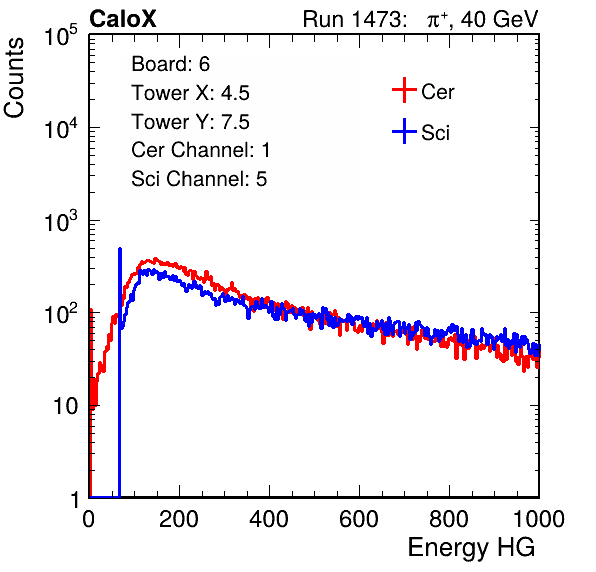 CaloX Run 1473: π⁺, 40 GeV
Counts
Board: 6
Tower X: 4.5
Tower Y: 7.5
Cer Channel: 1
Sci Channel: 5
Cer
Sci
10⁵
10⁴
10³
10²
10
1
0 200 400 600 800 1000
Energy HG